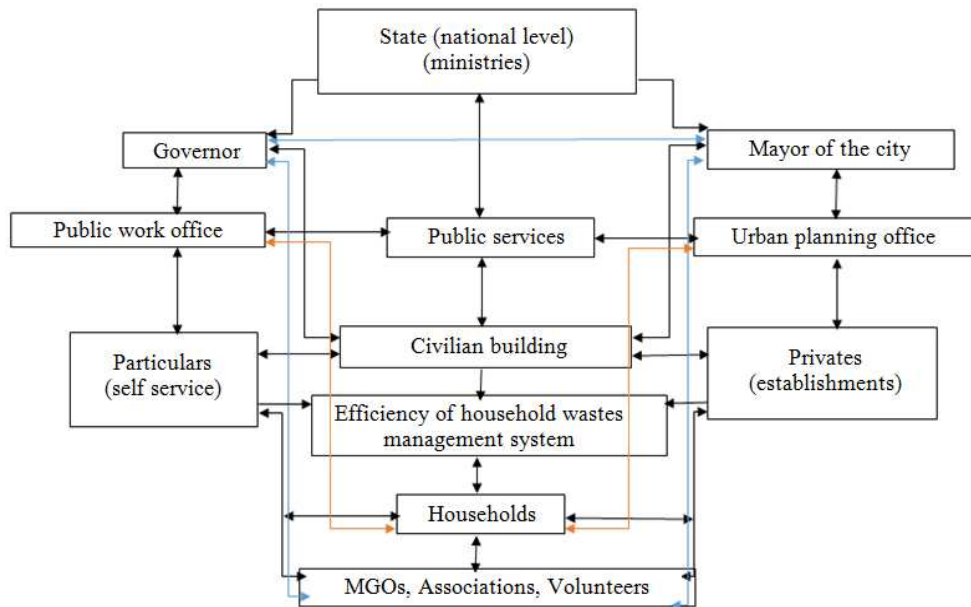 State (national level)
(ministries)
Governor
Mayor of the city
Public work office
Public services
Urban planning office
Particulars
(self service)
Civilian building
Privates
(establishments)
Efficiency of household wastes
management system
Households
MGOs, Associations, Volunteers